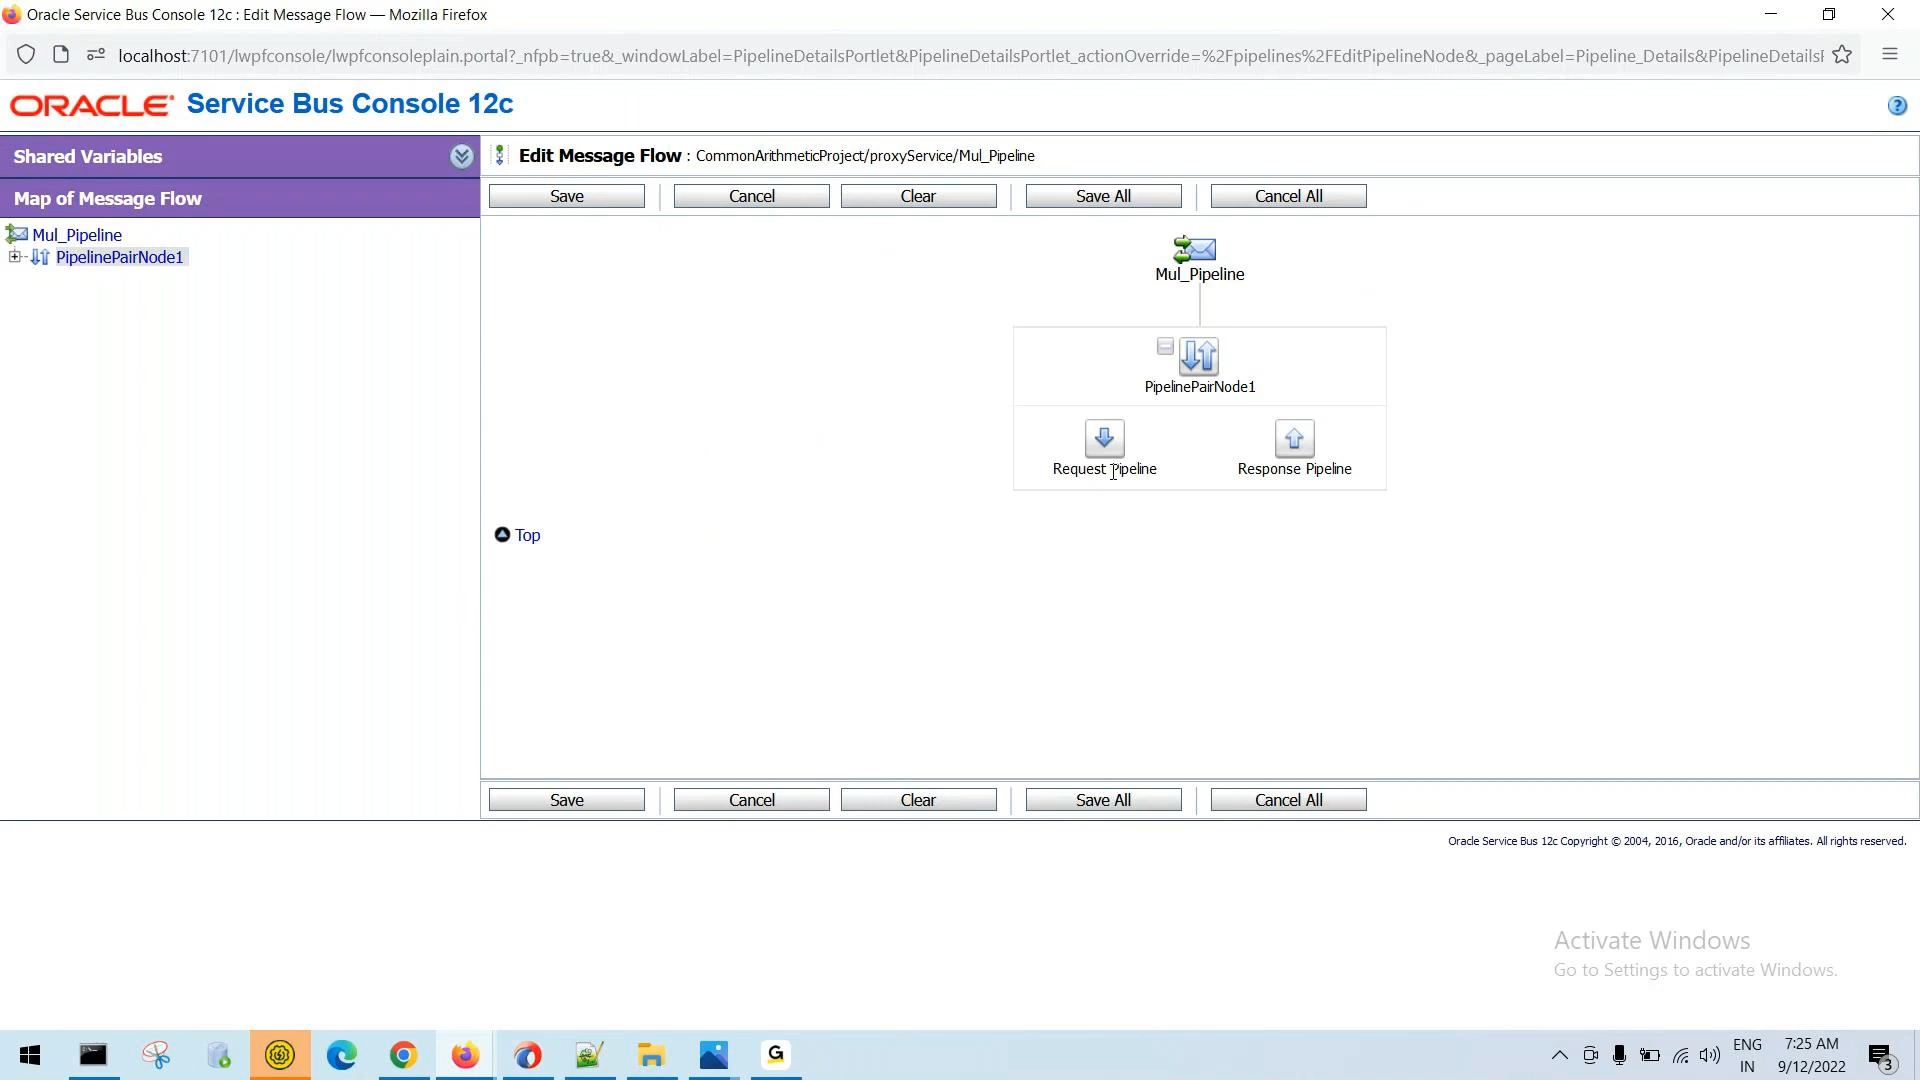 Oracle Service Bus Console 12c : Edit Message Flow — Mozilla Firefox
localhost:7101/lwpfconsole/lwpfconsoleplain.portal?_nfpb=true&_windowLabel=PipelineDetailsPortlet&PipelineDetailsPortlet_actionOverride=%2Fpipelines%2FEditPipelineNode&_pageLabel=Pipeline_Details&PipelineDetails
ORACLE Service Bus Console 12c
Shared Variables
Map of Message Flow
Mul_Pipeline
PipelinePairNode1
Edit Message Flow : CommonArithmeticProject/proxyService/Mul_Pipeline
Save Cancel Clear Save All Cancel All
Mul_Pipeline
PipelinePairNode1
Request Pipeline Response Pipeline
Top
Save Cancel Clear Save All Cancel All
Oracle Service Bus 12c Copyright © 2004, 2016, Oracle and/or its affiliates. All rights reserved.
Activate Windows
Go to Settings to activate Windows.
ENG
IN
7:25 AM
9/12/2022
3